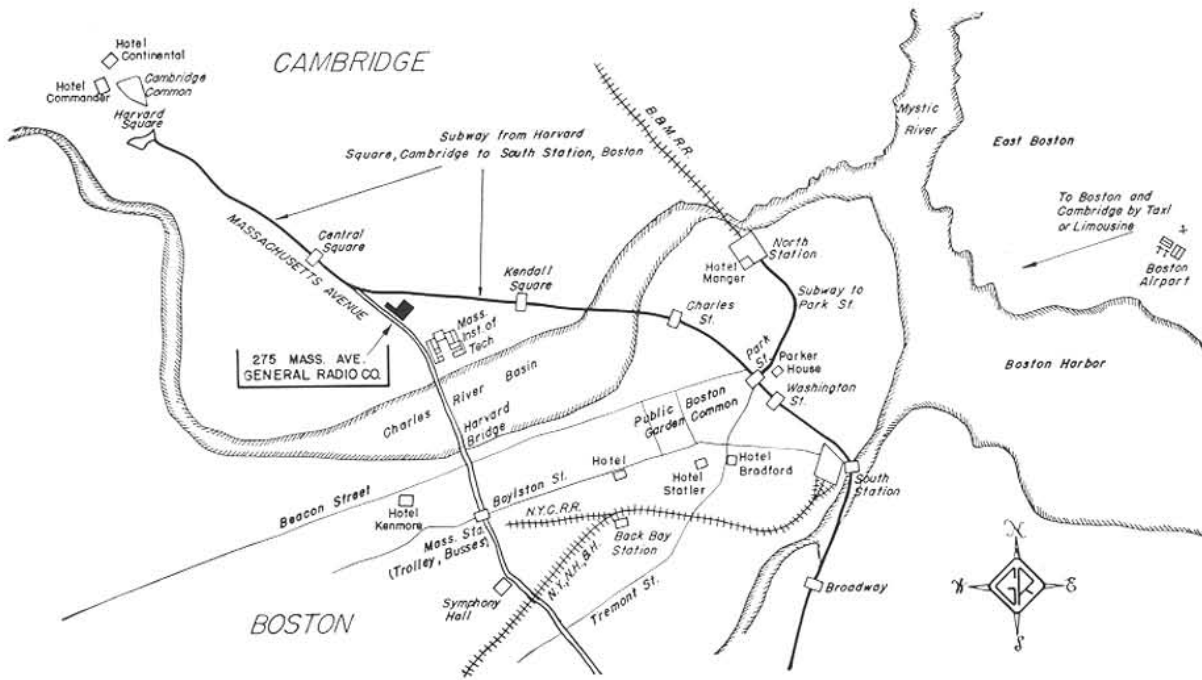 Hotel
Continental
CAMBRIDGE
Hotel
Commander
Cambridge
Common
Harvard
Square
Subway from Harvard
Square, Cambridge to South Station, Boston
B.&M. R.R.
Mystic
River
East Boston
To Boston and
Cambridge by Taxi
or Limousine
Boston
Airport
MASSACHUSETTS AVENUE
Central
Square
Kendall
Square
North
Station
Hotel
Manger
Subway to
Park St.
Charles
St.
Mass.
Inst. of
Tech
275 MASS. AVE.
GENERAL RADIO CO.
Park
St.
Parker
House
Washington
St.
Boston Harbor
Charles River Basin
Harvard
Bridge
Public
Garden
Boston
Common
Beacon Street
Hotel
Kenmore
Boylston St.
Hotel
Hotel
Statler
Hotel
Bradford
South
Station
Mass. Sta.
(Trolley, Busses)
N.Y.C.R.R.
Back Bay
Station
N.Y., N.H., & H.
Tremont St.
Symphony
Hall
Broadway
BOSTON
N
W
E
S
GR